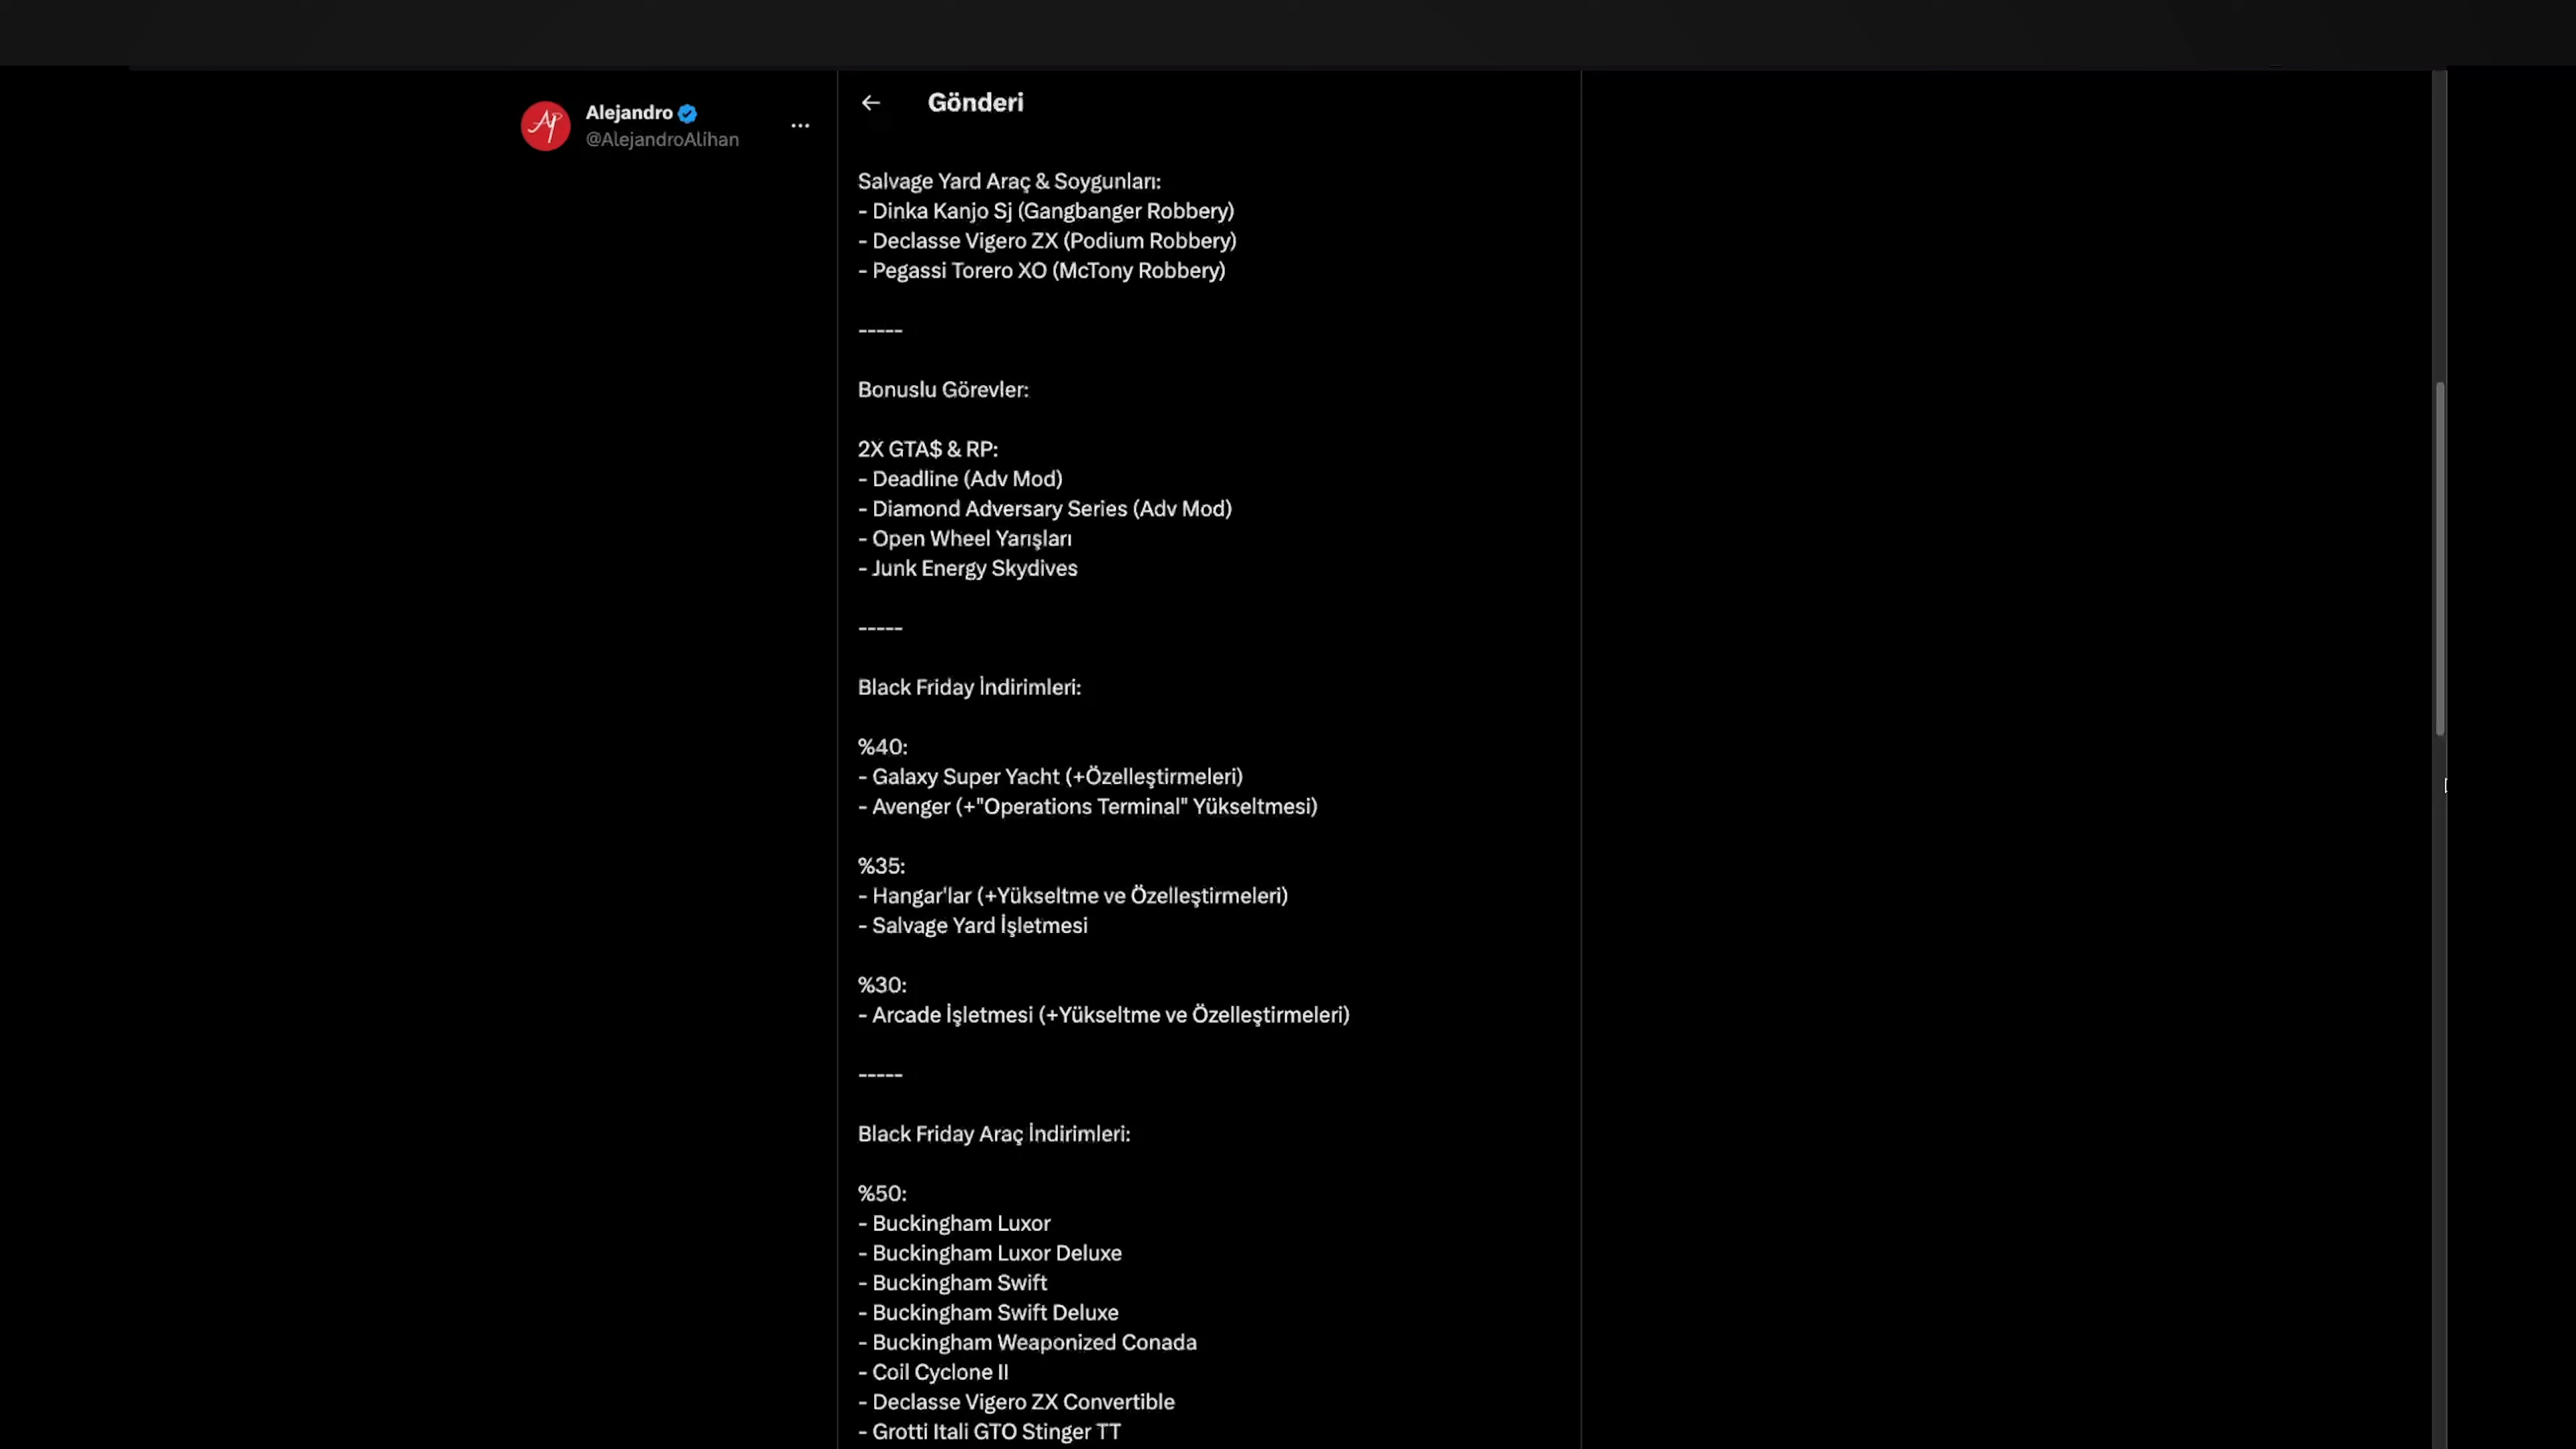 Alejandro
@AlejandroAlihan
Gönderi
Salvage Yard Araç & Soygunları:
- Dinka Kanjo Sj (Gangbanger Robbery)
- Declasse Vigero ZX (Podium Robbery)
- Pegassi Torero XO (McTony Robbery)
-----
Bonuslu Görevler:
2X GTA$ & RP:
- Deadline (Adv Mod)
- Diamond Adversary Series (Adv Mod)
- Open Wheel Yarışları
- Junk Energy Skydives
-----
Black Friday İndirimleri:
%40:
- Galaxy Super Yacht (+Özelleştirmeleri)
- Avenger (+"Operations Terminal" Yükseltmesi)
%35:
- Hangar'lar (+Yükseltme ve Özelleştirmeleri)
- Salvage Yard İşletmesi
%30:
- Arcade İşletmesi (+Yükseltme ve Özelleştirmeleri)
-----
Black Friday Araç İndirimleri:
%50:
- Buckingham Luxor
- Buckingham Luxor Deluxe
- Buckingham Swift
- Buckingham Swift Deluxe
- Buckingham Weaponized Conada
- Coil Cyclone II
- Declasse Vigero ZX Convertible
- Grotti Itali GTO Stinger TT